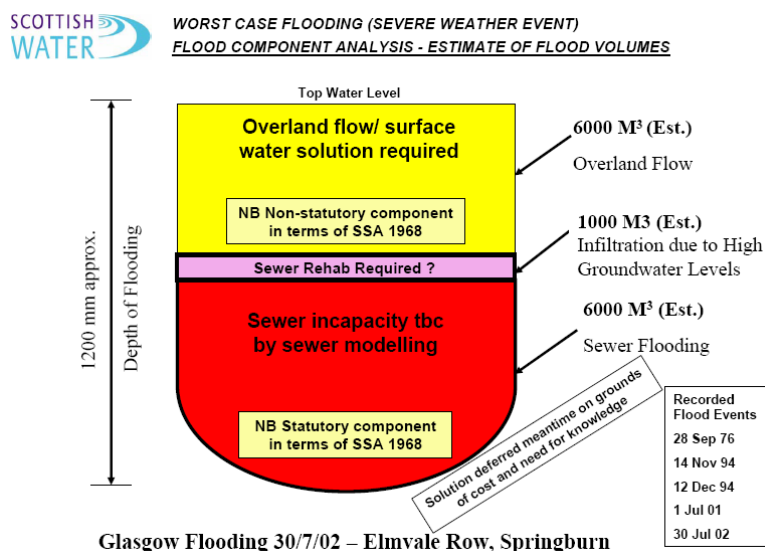 SCOTTISH
WATER
WORST CASE FLOODING (SEVERE WEATHER EVENT)
FLOOD COMPONENT ANALYSIS - ESTIMATE OF FLOOD VOLUMES
Top Water Level
Overland flow/ surface
water solution required
NB Non-statutory component
in terms of SSA 1968
Sewer Rehab Required ?
Sewer incapacity tbc
by sewer modelling
NB Statutory component
in terms of SSA 1968
1200 mm approx.
Depth of Flooding
6000 M³ (Est.)
Overland Flow
1000 M3 (Est.)
Infiltration due to High
Groundwater Levels
6000 M³ (Est.)
Sewer Flooding
Solution deferred meantime on grounds
of cost and need for knowledge
Recorded
Flood Events
28 Sep 76
14 Nov 94
12 Dec 94
1 Jul 01
30 Jul 02
Glasgow Flooding 30/7/02 – Elmvale Row, Springburn